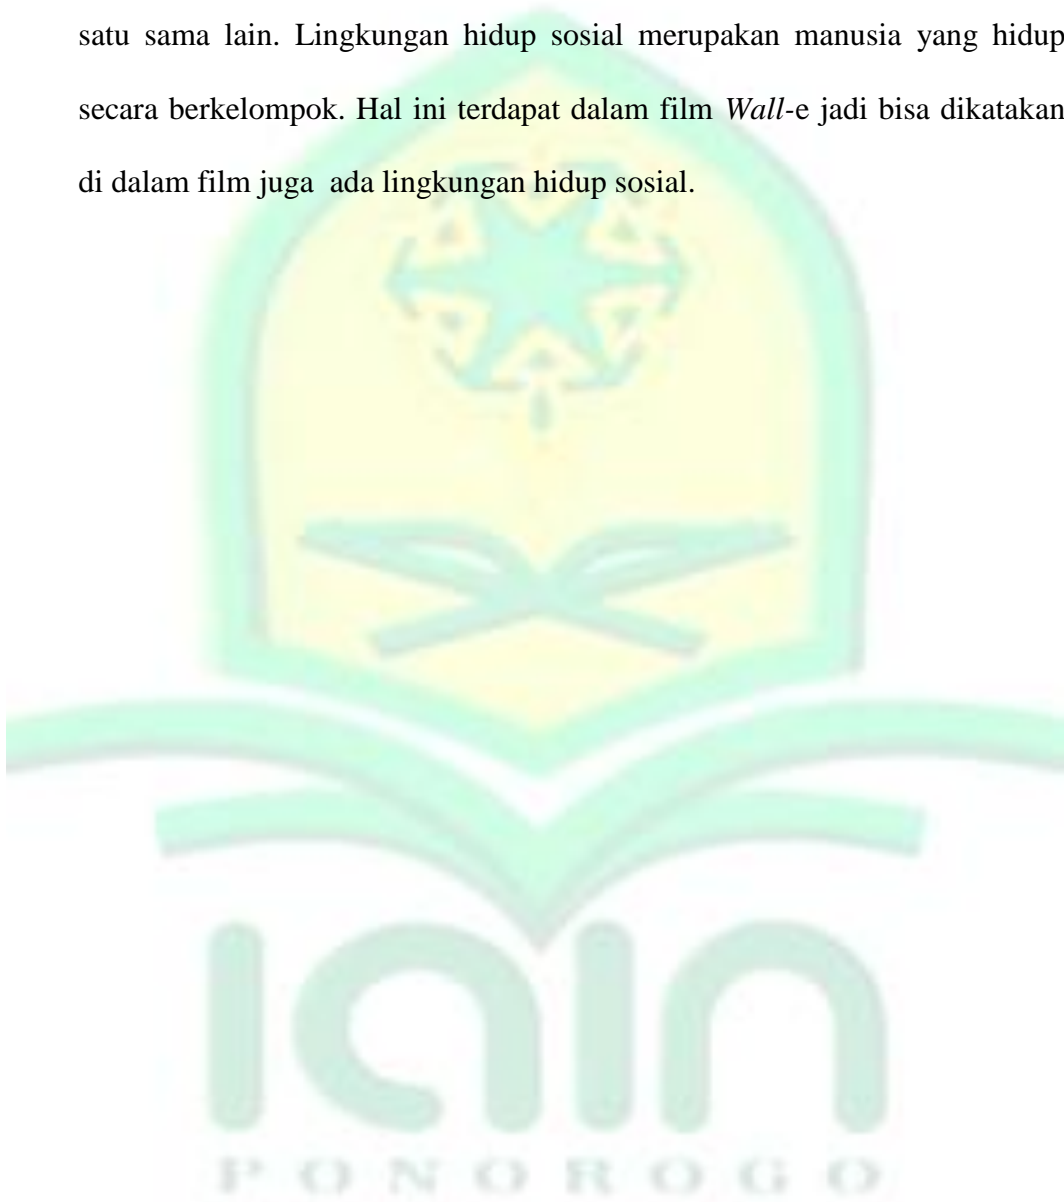 satu sama lain. Lingkungan hidup sosial merupakan manusia yang hidup
secara berkelompok. Hal ini terdapat dalam film Wall-e jadi bisa dikatakan
di dalam film juga  ada lingkungan hidup sosial.
iain
PONOROGO